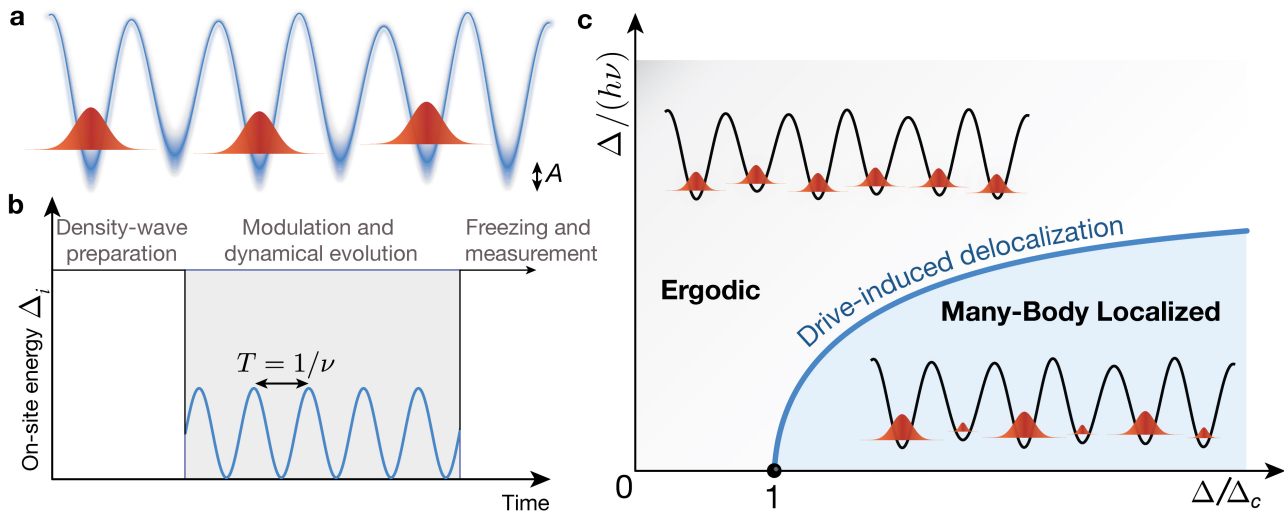 a
A
b
Density-wave
preparation
Modulation and
dynamical evolution
Freezing and
measurement
On-site energy Δᵢ
T = 1/ν
Time
c
Δ/(hν)
Drive-induced delocalization
Ergodic
Many-Body Localized
0
1
Δ/Δ_c